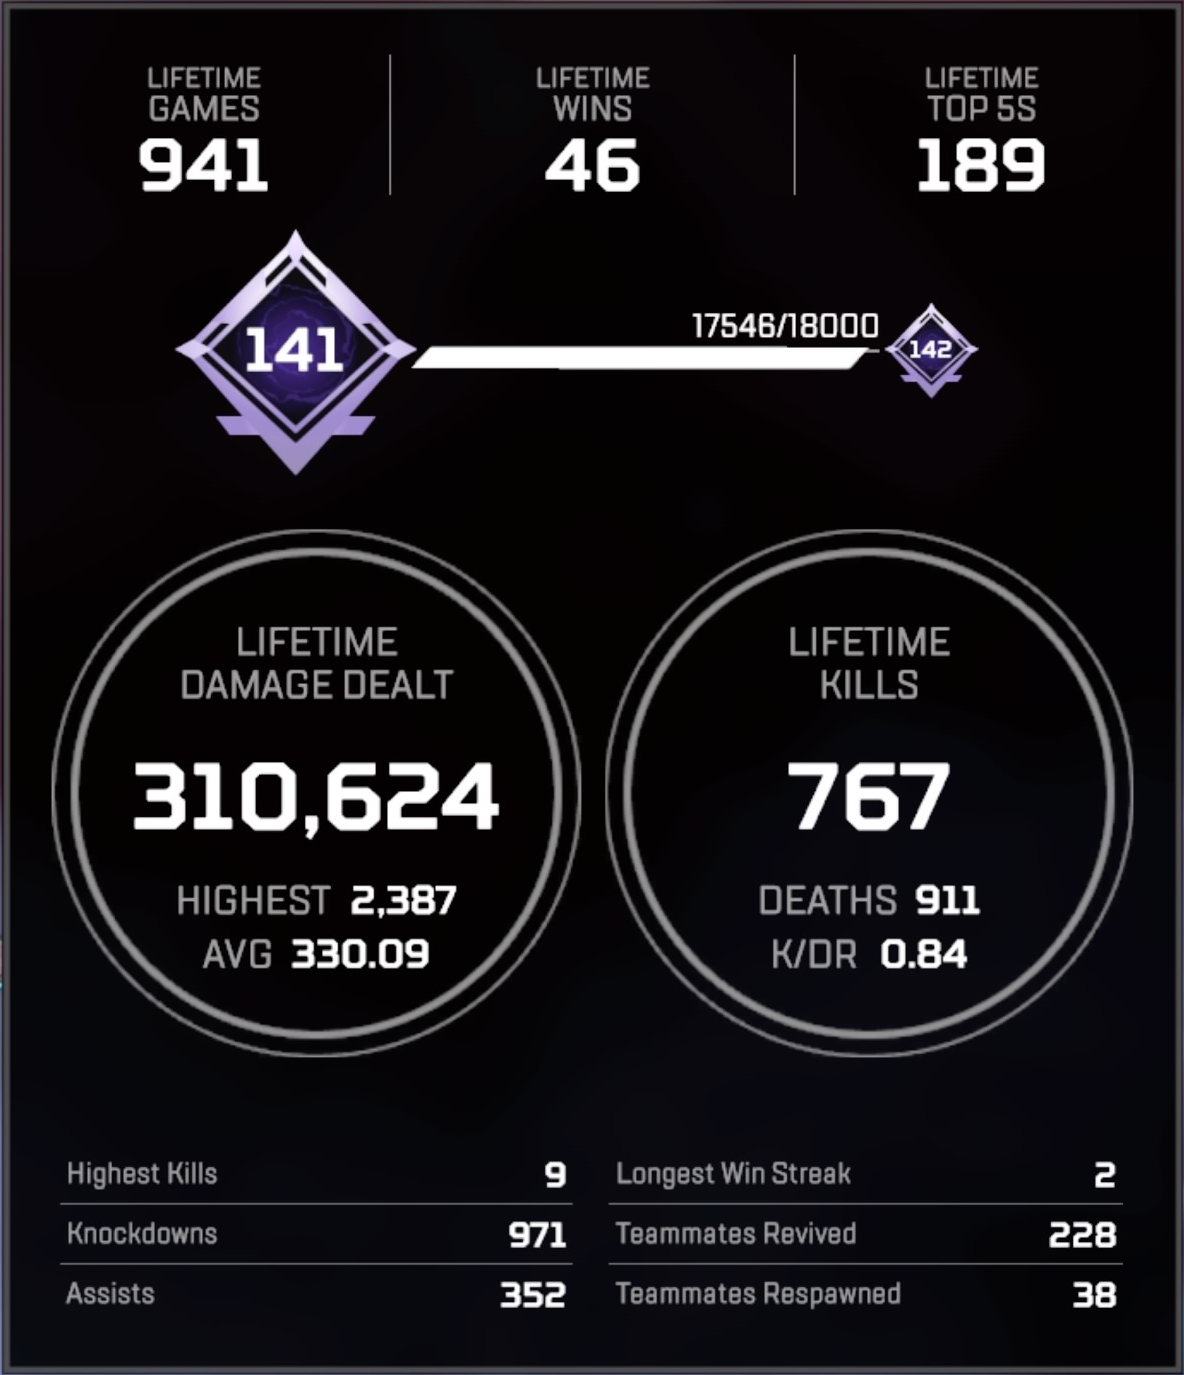 LIFETIME
GAMES
941
LIFETIME
WINS
46
LIFETIME
TOP 5S
189
141
17546/18000
142
LIFETIME
DAMAGE DEALT
310,624
HIGHEST 2,387
AVG 330.09
LIFETIME
KILLS
767
DEATHS 911
K/DR 0.84
Highest Kills 9
Knockdowns 971
Assists 352
Longest Win Streak 2
Teammates Revived 228
Teammates Respawned 38